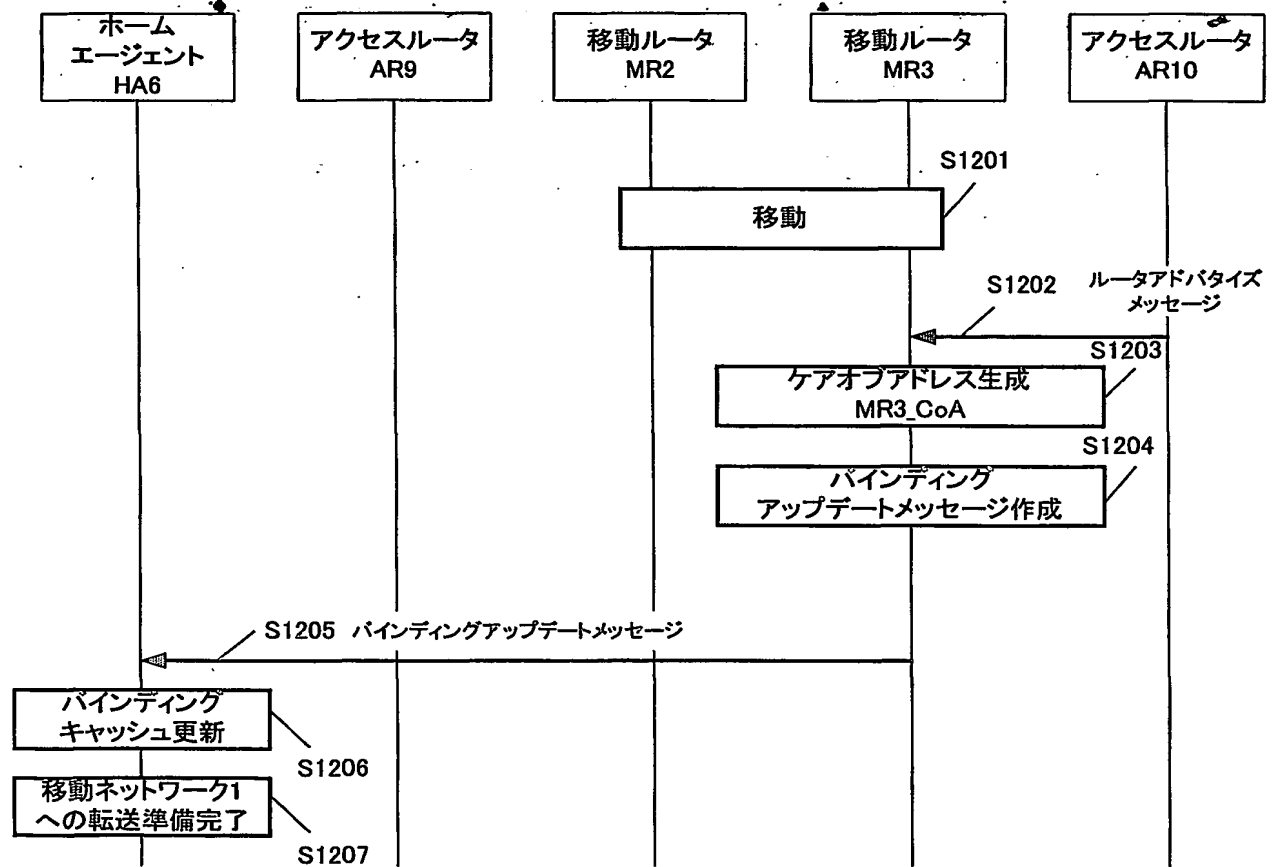 ホーム
エージェント
HA6
アクセスルータ
AR9
移動ルータ
MR2
移動ルータ
MR3
アクセスルータ
AR10
S1201
移動
S1202
ルータアドバタイズ
メッセージ
S1203
ケアオブアドレス生成
MR3_CoA
S1204
バインディング
アップデートメッセージ作成
S1205 バインディングアップデートメッセージ
バインディング
キャッシュ更新
S1206
移動ネットワーク1
への転送準備完了
S1207